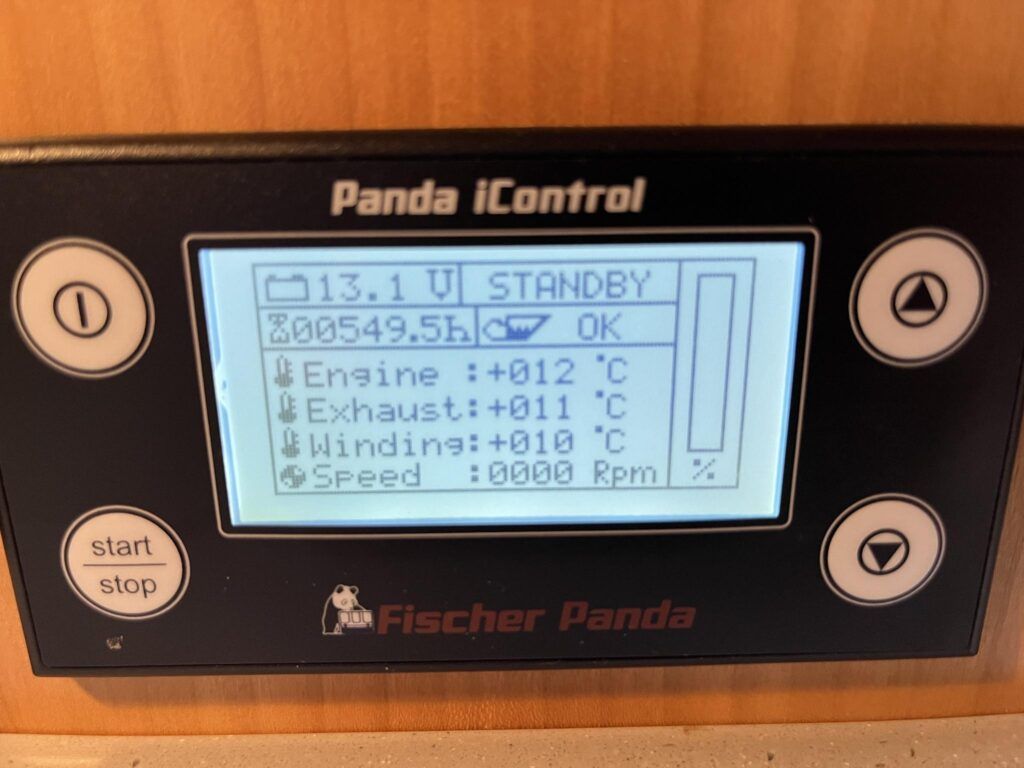 Panda iControl
13.1 V STANDBY
00549.5h OK
Engine :+012 °C
Exhaust:+011 °C
Winding:+010 °C
Speed :0000 Rpm
%
start
stop
Fischer Panda